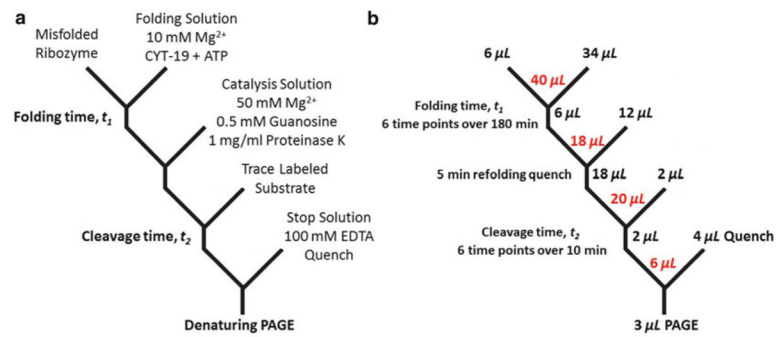 a
Misfolded
Ribozyme
Folding Solution
10 mM Mg²⁺
CYT-19 + ATP
Folding time, t₁
Catalysis Solution
50 mM Mg²⁺
0.5 mM Guanosine
1 mg/ml Proteinase K
Trace Labeled
Substrate
Cleavage time, t₂
Stop Solution
100 mM EDTA
Quench
Denaturing PAGE
b
6 µL
34 µL
40 µL
Folding time, t₁
6 time points over 180 min
6 µL
12 µL
18 µL
5 min refolding quench
18 µL
2 µL
20 µL
Cleavage time, t₂
6 time points over 10 min
2 µL
4 µL Quench
6 µL
3 µL PAGE